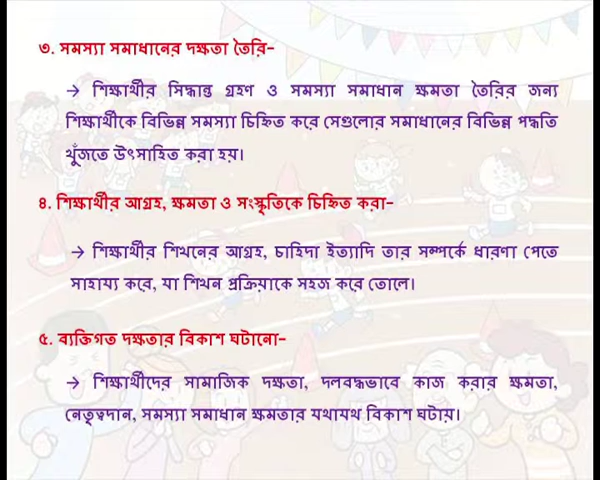 ৩. সমস্যা সমাধানের দক্ষতা তৈরি-
→ শিক্ষার্থীর সিদ্ধান্ত গ্রহণ ও সমস্যা সমাধান ক্ষমতা তৈরির জন্য
শিক্ষার্থীকে বিভিন্ন সমস্যা চিহ্নিত করে সেগুলোর সমাধানের বিভিন্ন পদ্ধতি
খুঁজতে উৎসাহিত করা হয়।
৪. শিক্ষার্থীর আগ্রহ, ক্ষমতা ও সংস্কৃতিকে চিহ্নিত করা-
→ শিক্ষার্থীর শিখনের আগ্রহ, চাহিদা ইত্যাদি তার সম্পর্কে ধারণা পেতে
সাহায্য করে, যা শিখন প্রক্রিয়াকে সহজ করে তোলে।
৫. ব্যক্তিগত দক্ষতার বিকাশ ঘটানো-
→ শিক্ষার্থীদের সামাজিক দক্ষতা, দলবদ্ধভাবে কাজ করার ক্ষমতা,
নেতৃত্বদান, সমস্যা সমাধান ক্ষমতার যথাযথ বিকাশ ঘটায়।